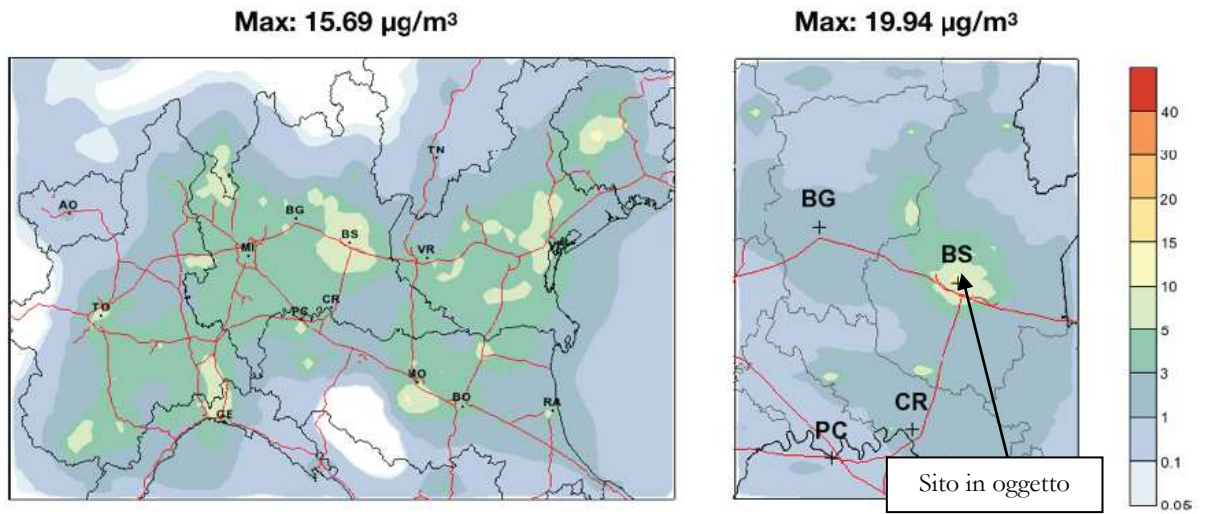 Max: 15.69 µg/m³
Max: 19.94 µg/m³
AO
TN
BG
BS
MI
VR
TO
PC
CR
MO
BO
GE
RA
BG
BS
CR
PC
Sito in oggetto
40
30
20
15
10
5
3
1
0.1
0.05